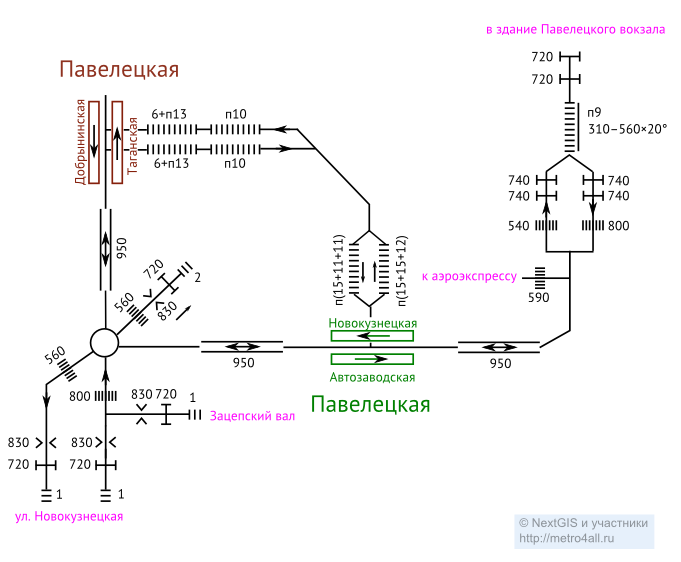 в здание Павелецкого вокзала
720
720
Павелецкая
п9
310–560×20°
Добрынинская
Таганская
6+п13
п10
6+п13
п10
740
740
740
740
540
800
950
п(15+11+11)
п(15+15+12)
720
2
560
830
к аэроэкспрессу
590
Новокузнецкая
560
950
950
Автозаводская
800
830
720
1
Павелецкая
Зацепский вал
830
830
720
720
1
1
ул. Новокузнецкая
© NextGIS и участники
http://metro4all.ru